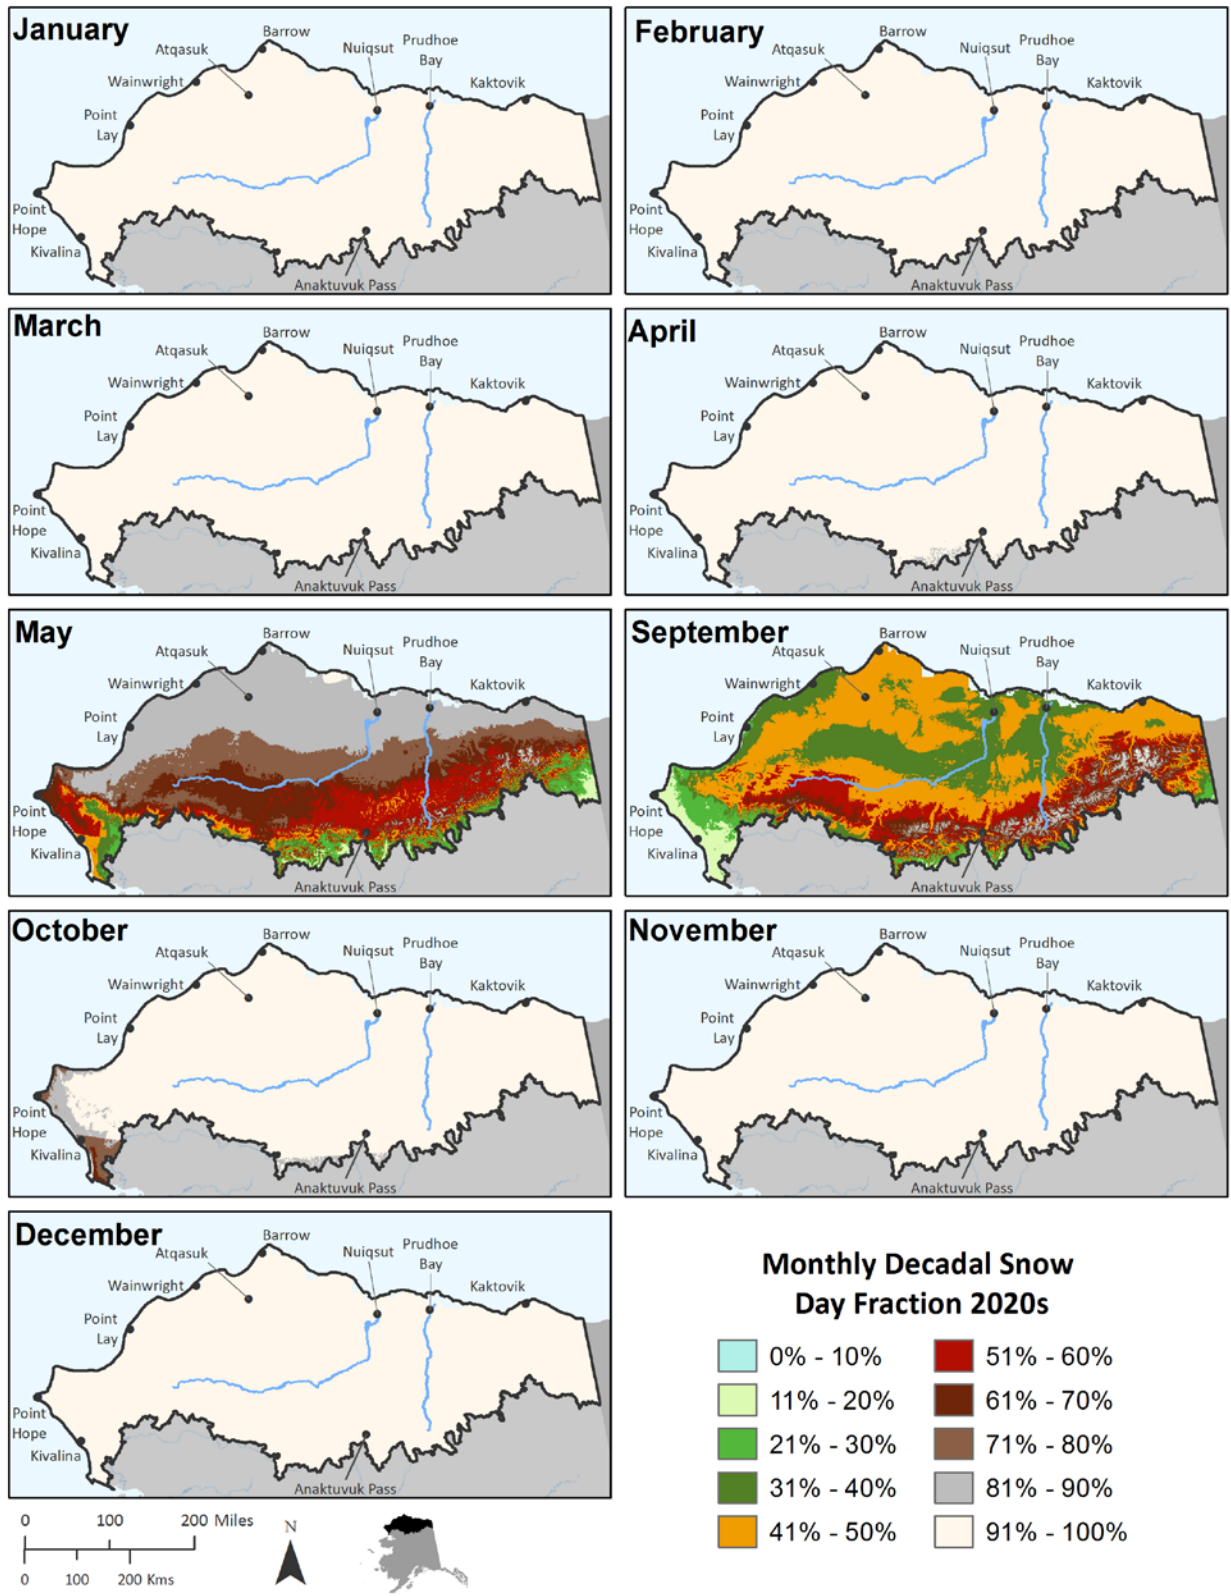 January
Barrow
Atqasuk
Nuiqsut
Prudhoe
Bay
Wainwright
Kaktovik
Point
Lay
Point
Hope
Kivalina
Anaktuvuk Pass
February
Barrow
Atqasuk
Nuiqsut
Prudhoe
Bay
Wainwright
Kaktovik
Point
Lay
Point
Hope
Kivalina
Anaktuvuk Pass
March
Barrow
Atqasuk
Nuiqsut
Prudhoe
Bay
Wainwright
Kaktovik
Point
Lay
Point
Hope
Kivalina
Anaktuvuk Pass
April
Barrow
Atqasuk
Nuiqsut
Prudhoe
Bay
Wainwright
Kaktovik
Point
Lay
Point
Hope
Kivalina
Anaktuvuk Pass
May
Barrow
Atqasuk
Nuiqsut
Prudhoe
Bay
Wainwright
Kaktovik
Point
Lay
Point
Hope
Kivalina
Anaktuvuk Pass
September
Barrow
Atqasuk
Nuiqsut
Prudhoe
Bay
Wainwright
Kaktovik
Point
Lay
Point
Hope
Kivalina
Anaktuvuk Pass
October
Barrow
Atqasuk
Nuiqsut
Prudhoe
Bay
Wainwright
Kaktovik
Point
Lay
Point
Hope
Kivalina
Anaktuvuk Pass
November
Barrow
Atqasuk
Nuiqsut
Prudhoe
Bay
Wainwright
Kaktovik
Point
Lay
Point
Hope
Kivalina
Anaktuvuk Pass
December
Barrow
Atqasuk
Nuiqsut
Prudhoe
Bay
Wainwright
Kaktovik
Point
Lay
Point
Hope
Kivalina
Anaktuvuk Pass
Monthly Decadal Snow
Day Fraction 2020s
0% - 10%
11% - 20%
21% - 30%
31% - 40%
41% - 50%
51% - 60%
61% - 70%
71% - 80%
81% - 90%
91% - 100%
0 100 200 Miles
0 100 200 Kms
N